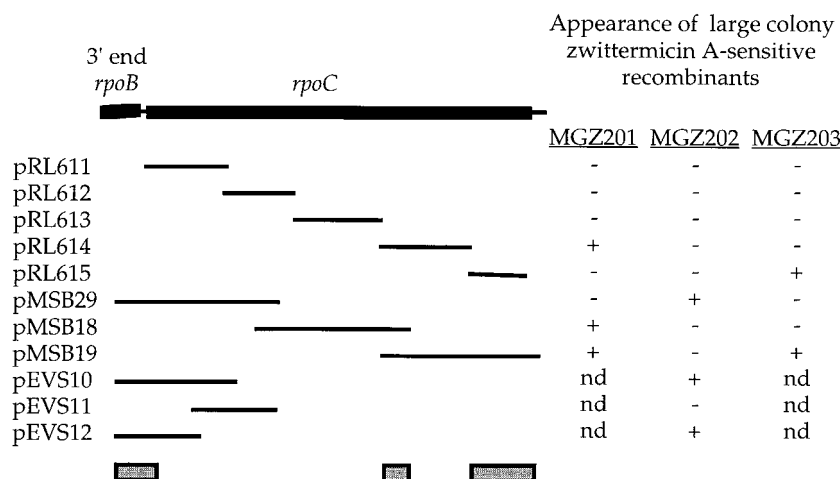 Appearance of large colony
zwittermicin A-sensitive
recombinants
3' end
rpoB rpoC
MGZ201 MGZ202 MGZ203
pRL611 - - -
pRL612 - - -
pRL613 - - -
pRL614 + - -
pRL615 - - +
pMSB29 - + -
pMSB18 + - -
pMSB19 + - +
pEVS10 nd + nd
pEVS11 nd - nd
pEVS12 nd + nd